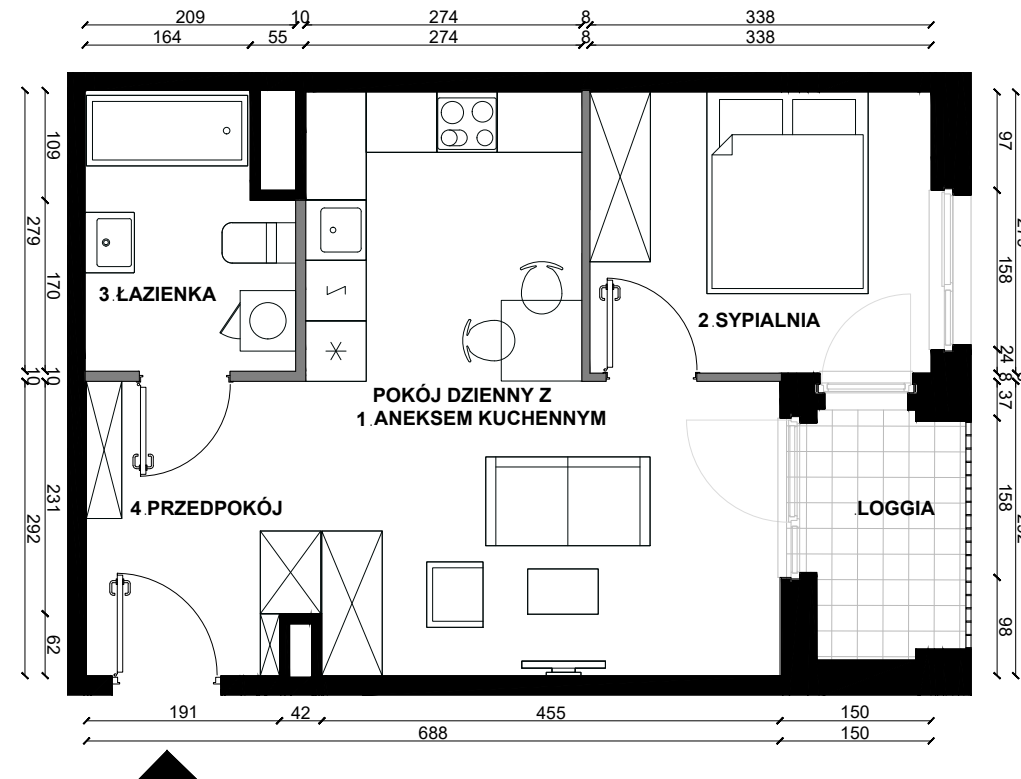 209 10 274 8 338
164 55 274 8 338
109
279
170
10 10
231
292
62
97
158
24
8
37
158
98
3.ŁAZIENKA
2.SYPIALNIA
POKÓJ DZIENNY Z
1.ANEKSEM KUCHENNYM
4.PRZEDPOKÓJ
.LOGGIA
191 42 455 150
688 150